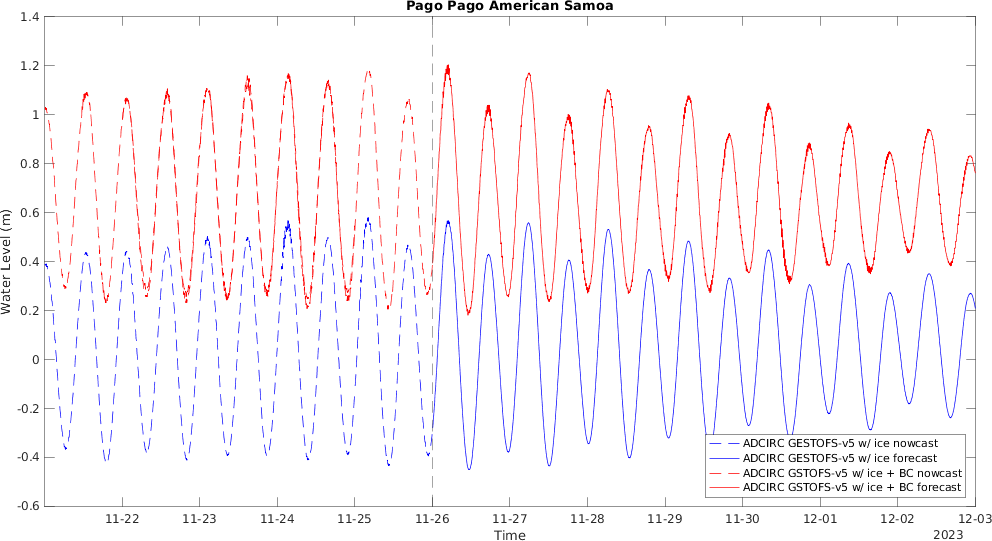 Pago Pago American Samoa
1.4
1.2
1
0.8
0.6
0.4
0.2
0
-0.2
-0.4
-0.6
Water Level (m)
ADCIRC GESTOFS-v5 w/ ice nowcast
ADCIRC GESTOFS-v5 w/ ice forecast
ADCIRC GSTOFS-v5 w/ ice + BC nowcast
ADCIRC GSTOFS-v5 w/ ice + BC forecast
11-22 11-23 11-24 11-25 11-26 11-27 11-28 11-29 11-30 12-01 12-02 12-03
Time
2023